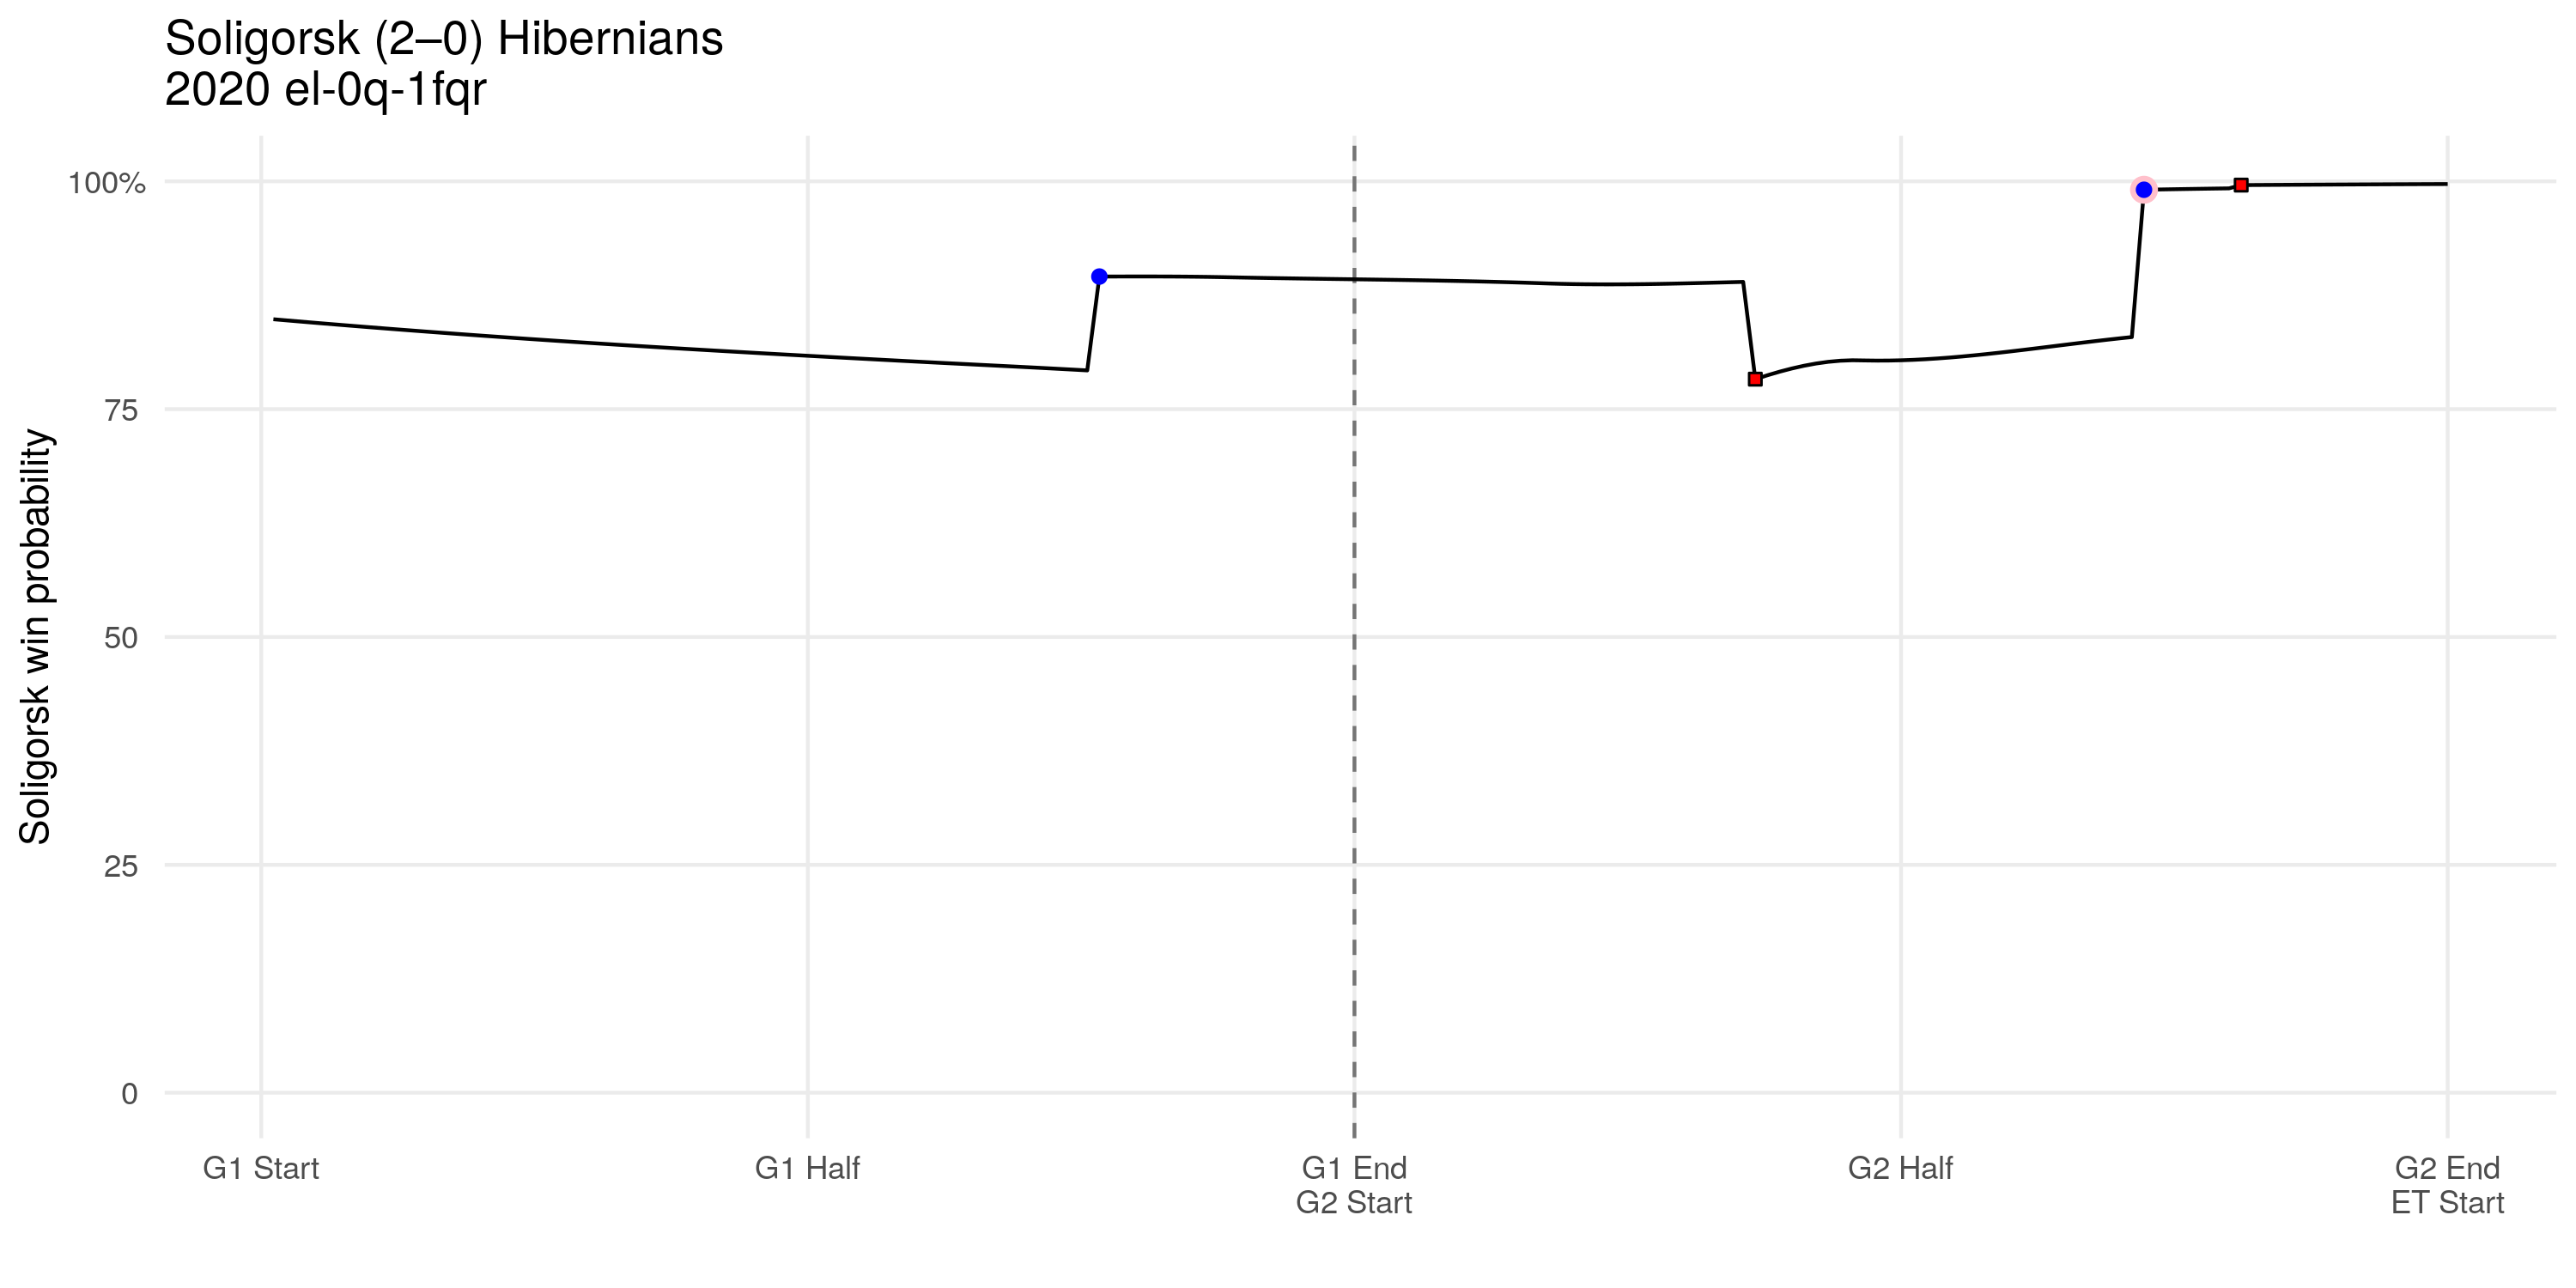 Soligorsk (2–0) Hibernians
2020 el-0q-1fqr
Soligorsk win probability
100%
75
50
25
0
G1 Start
G1 Half
G1 End
G2 Start
G2 Half
G2 End
ET Start